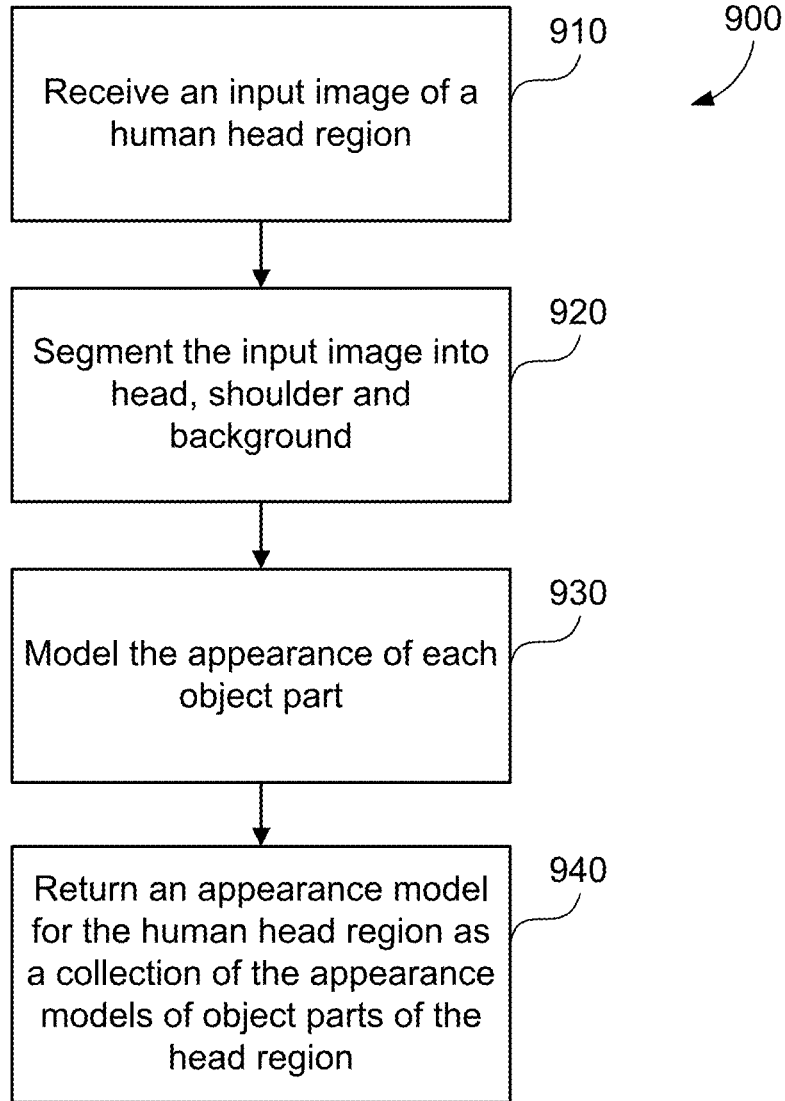 900
910
Receive an input image of a
human head region
920
Segment the input image into
head, shoulder and
background
930
Model the appearance of each
object part
940
Return an appearance model
for the human head region as
a collection of the appearance
models of object parts of the
head region